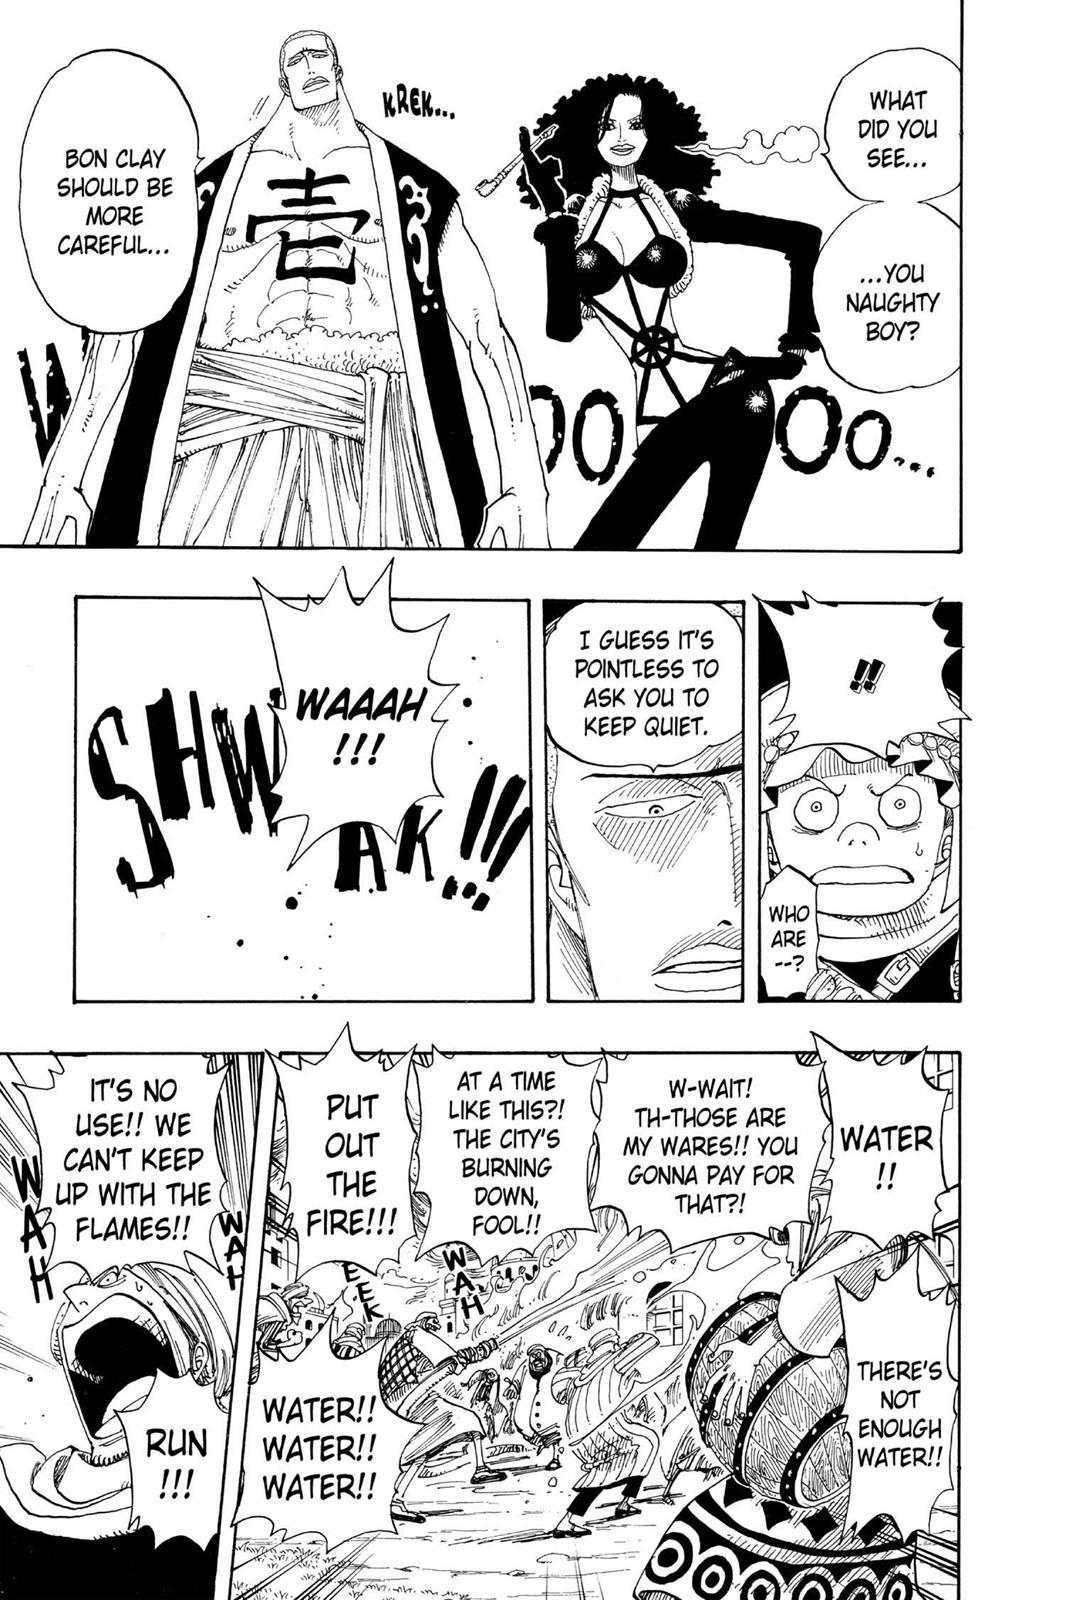 WHAT
DID YOU
SEE...
...YOU
NAUGHTY
BOY?
KREK...
BON CLAY
SHOULD BE
MORE
CAREFUL...
壱
!!
WHO
ARE
--?
I GUESS IT'S
POINTLESS TO
ASK YOU TO
KEEP QUIET.
WAAAH
!!!
WATER
!!
W-WAIT!
TH-THOSE ARE
MY WARES!! YOU
GONNA PAY FOR
THAT?!
AT A TIME
LIKE THIS?!
THE CITY'S
BURNING
DOWN,
FOOL!!
PUT
OUT
THE
FIRE!!!
THERE'S
NOT
ENOUGH
WATER!!
WAH
EEK
WATER!!
WATER!!
WATER!!
IT'S NO
USE!! WE
CAN'T KEEP
UP WITH THE
FLAMES!!
WAH
WAH
RUN
!!!